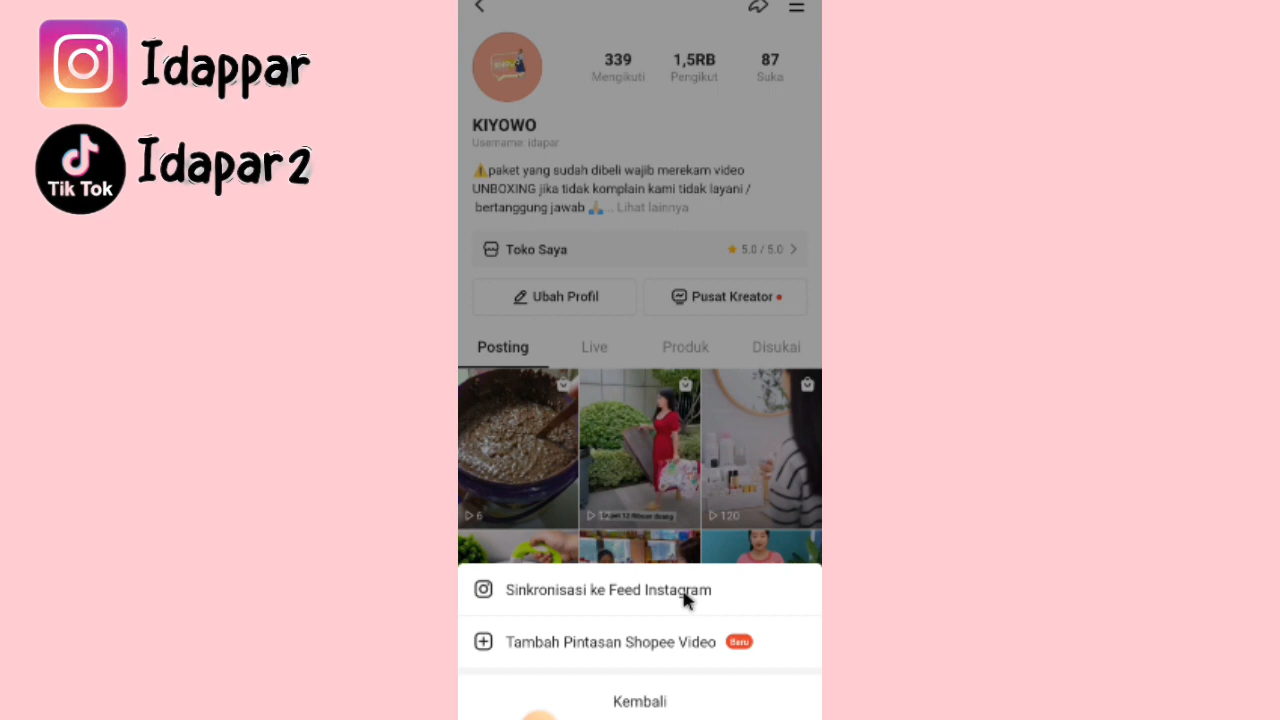 Idappar
Tik Tok
Idapar2
339
1,5RB
87
Mengikuti
Pengikut
Suka
KIYOWO
Username: idapar
⚠️paket yang sudah dibeli wajib merekam video
UNBOXING jika tidak komplain kami tidak layani /
bertanggung jawab 🙏... Lihat lainnya
Toko Saya
5.0 / 5.0
Ubah Profil
Pusat Kreator
Posting
Live
Produk
Disukai
6
120
Sinkronisasi ke Feed Instagram
Tambah Pintasan Shopee Video
Baru
Kembali